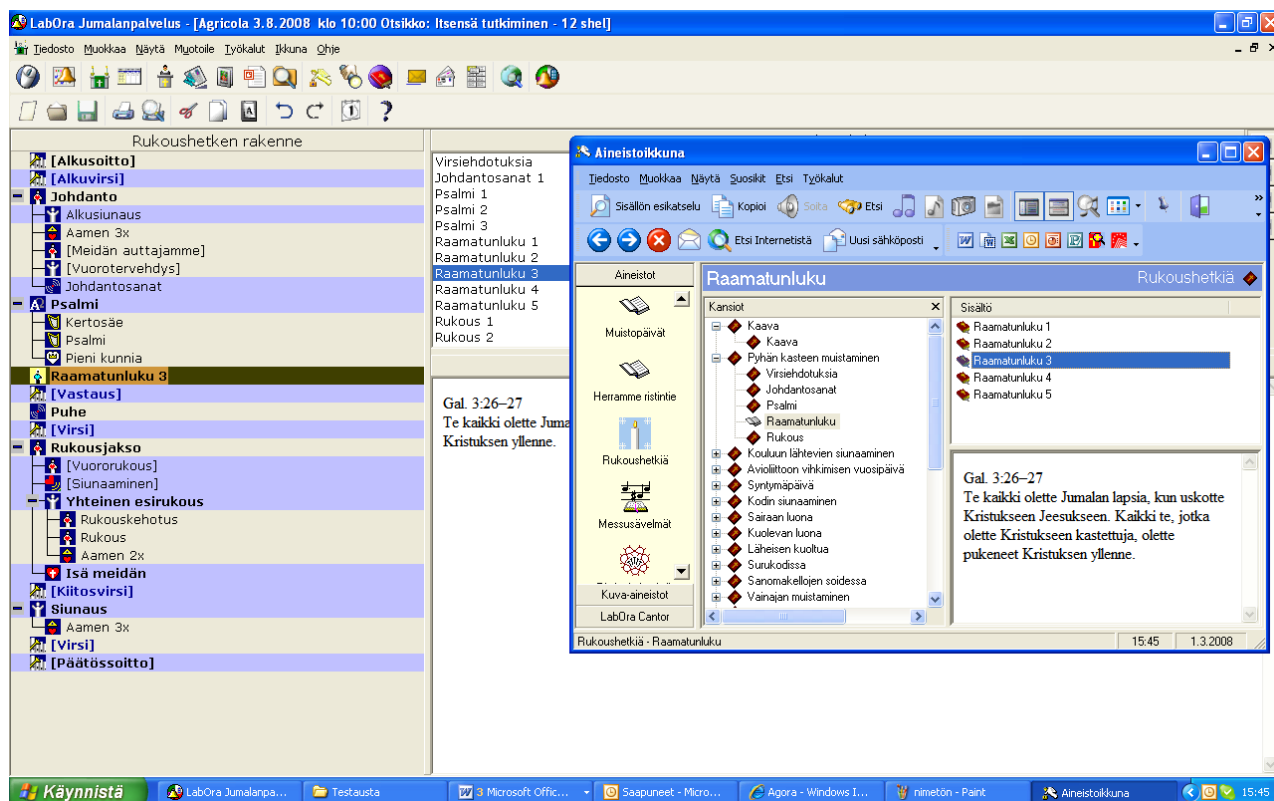 LabOra Jumalanpalvelus - [Agricola 3.8.2008 klo 10:00 Otsikko: Itsensä tutkiminen - 12 shel]
Tiedosto Muokkaa Näytä Muotoile Työkalut Ikkuna Ohje
Rukoushetken rakenne
[Alkusoitto]
[Alkuvirsi]
Johdanto
Alkusiunaus
Aamen 3x
[Meidän auttajamme]
[Vuorotervehdys]
Johdantosanat
Psalmi
Kertosäe
Psalmi
Pieni kunnia
Raamatunluku 3
[Vastaus]
Puhe
[Virsi]
Rukousjakso
[Vuororukous]
[Siunaaminen]
Yhteinen esirukous
Rukouskehotus
Rukous
Aamen 2x
Isä meidän
[Kiitosvirsi]
Siunaus
Aamen 3x
[Virsi]
[Päätössoitto]
Virsiehdotuksia
Johdantosanat 1
Psalmi 1
Psalmi 2
Psalmi 3
Raamatunluku 1
Raamatunluku 2
Raamatunluku 3
Raamatunluku 4
Raamatunluku 5
Rukous 1
Rukous 2
Gal. 3:26–27
Te kaikki olette Juma
Kristuksen yllenne.
Aineistoikkuna
Tiedosto Muokkaa Näytä Suosikit Etsi Työkalut
Sisällön esikatselu Kopioi Soita Etsi
Etsi Internetistä Uusi sähköposti
Aineistot
Muistopäivät
Herramme ristintie
Rukoushetkiä
Messusävelmät
Kuva-aineistot
LabOra Cantor
Raamatunluku Rukoushetkiä
Kansiot
Kaava
Kaava
Pyhän kasteen muistaminen
Virsiehdotuksia
Johdantosanat
Psalmi
Raamatunluku
Rukous
Kouluun lähtevien siunaaminen
Avioliittoon vihkimisen vuosipäivä
Syntymäpäivä
Kodin siunaaminen
Sairaan luona
Kuolevan luona
Läheisen kuoltua
Surukodissa
Sanomakellojen soidessa
Vainajan muistaminen
Sisältö
Raamatunluku 1
Raamatunluku 2
Raamatunluku 3
Raamatunluku 4
Raamatunluku 5
Gal. 3:26–27
Te kaikki olette Jumalan lapsia, kun uskotte
Kristukseen Jeesukseen. Kaikki te, jotka
olette Kristukseen kastettuja, olette
pukeneet Kristuksen yllenne.
Rukoushetkiä - Raamatunluku 15:45 1.3.2008
Käynnistä LabOra Jumalanpa... Testausta 3 Microsoft Offic... Saapuneet - Micro... Agora - Windows I... nimetön - Paint Aineistoikkuna 15:45